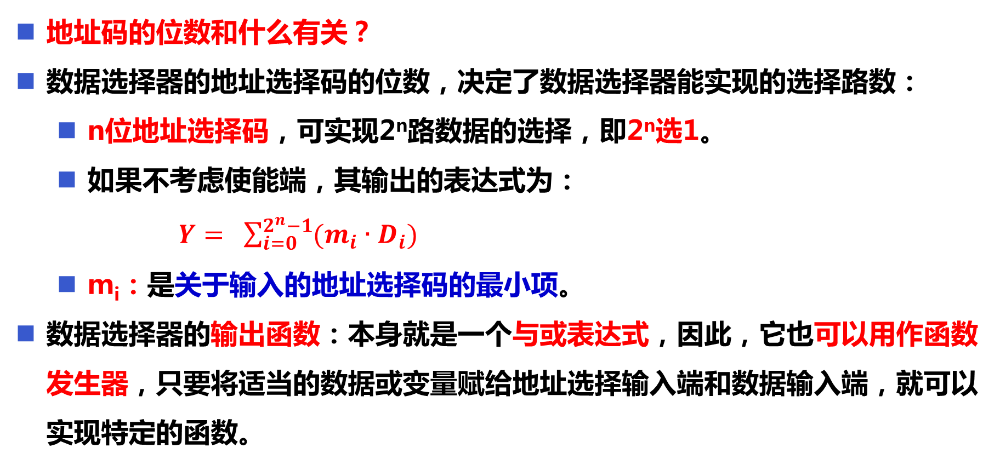 地址码的位数和什么有关？
数据选择器的地址选择码的位数，决定了数据选择器能实现的选择路数：
n位地址选择码，可实现2ⁿ路数据的选择，即2ⁿ选1。
如果不考虑使能端，其输出的表达式为：
Y = ∑_{i=0}^{2^n−1}(m_i · D_i)
m_i：是关于输入的地址选择码的最小项。
数据选择器的输出函数：本身就是一个与或表达式，因此，它也可以用作函数
发生器，只要将适当的数据或变量赋给地址选择输入端和数据输入端，就可以
实现特定的函数。